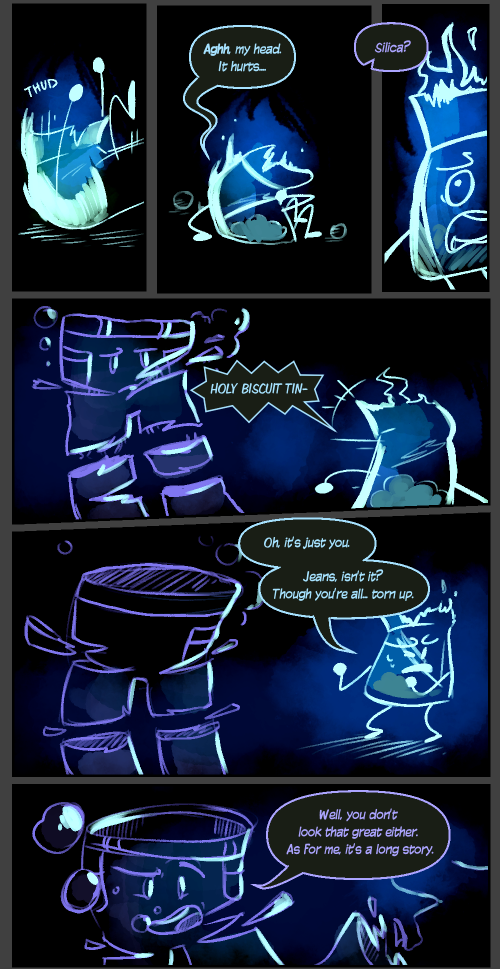 THUD
Aghh, my head.
It hurts....
Silica?
HOLY BISCUIT TIN-
Oh, it's just you.
Jeans, isn't it?
Though you're all... torn up.
Well, you don't
look that great either.
As for me, it's a long story.